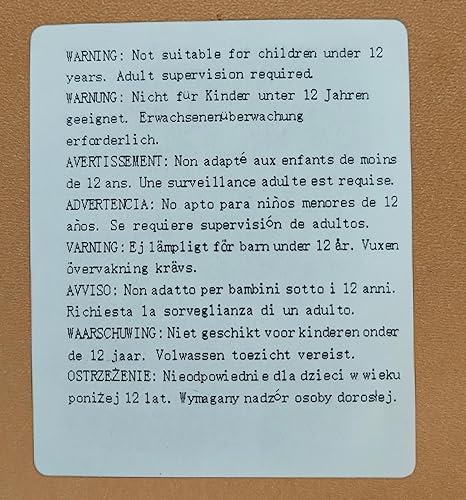 WARNING: Not suitable for children under 12
years. Adult supervision required.
WARNUNG: Nicht für Kinder unter 12 Jahren
geeignet. Erwachsenenüberwachung
erforderlich.
AVERTISSEMENT: Non adapté aux enfants de moins
de 12 ans. Une surveillance adulte est requise.
ADVERTENCIA: No apto para niños menores de 12
años. Se requiere supervisión de adultos.
VARNING: Ej lämpligt får barn under 12 år. Vuxen
övervakning krävs.
AVVISO: Non adatto per bambini sotto i 12 anni.
Richiesta la sorveglianza di un adulto.
WAARSCHUWING: Niet geschikt voor kinderen onder
de 12 jaar. Volwassen toezicht vereist.
OSTRZEŻENIE: Nieodpowiednie dla dzieci w wieku
poniżej 12 lat. Wymagany nadzór osoby dorosłej.